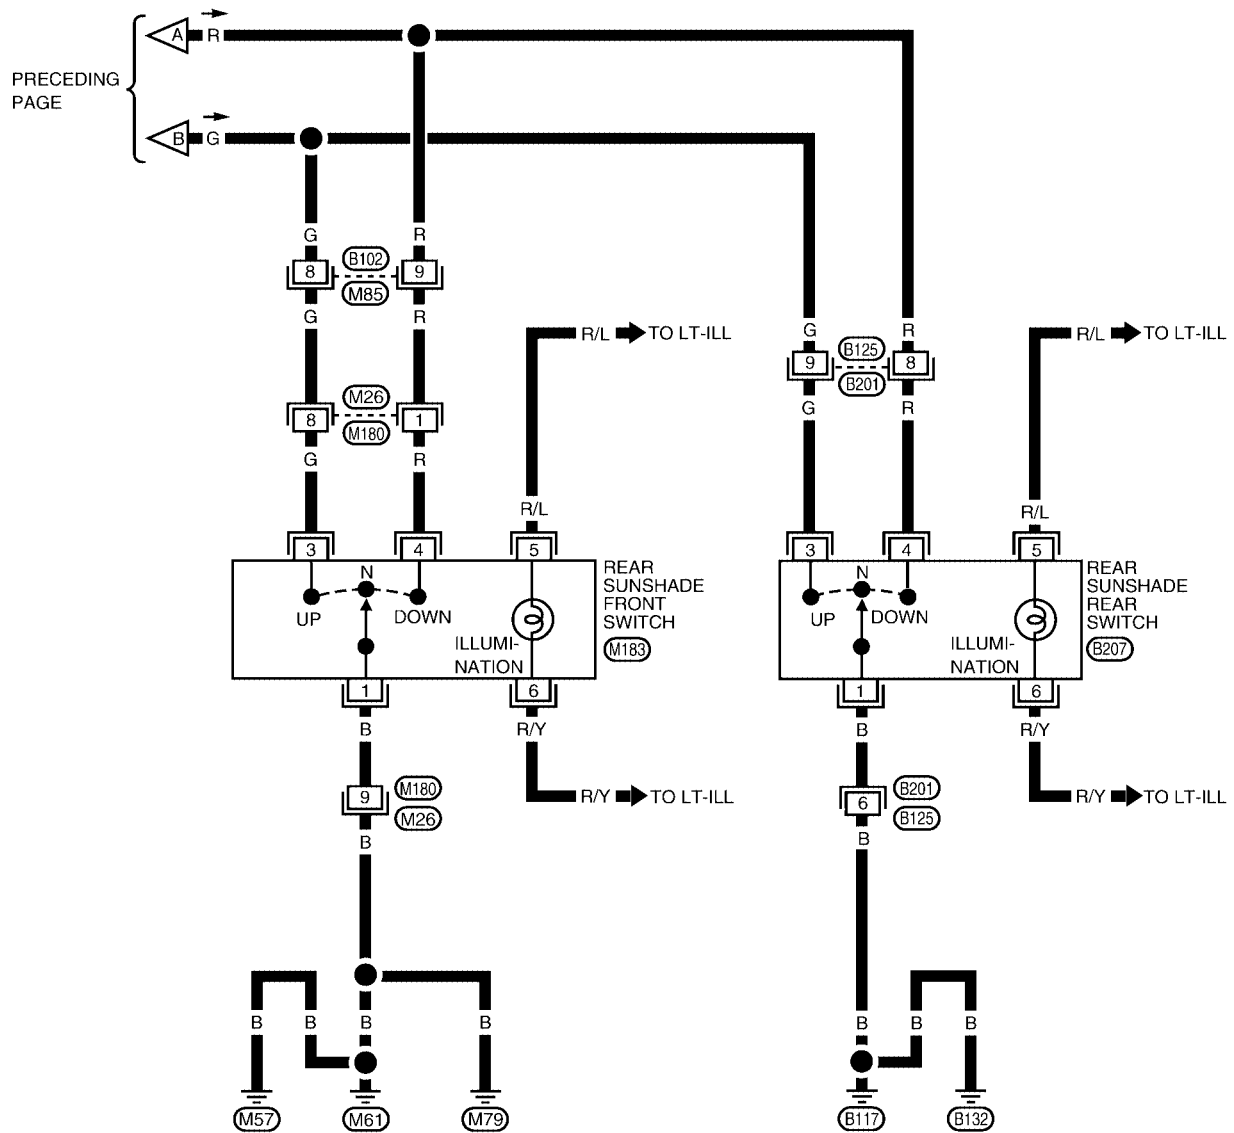 A R
PRECEDING
PAGE
B G
G R
8 B102 9
M85
G R
R/L TO LT-ILL
R/L TO LT-ILL
G R
9 B125 8
B201
G R
M26
8 1
M180
G R
R/L
R/L
3 4 5
3 4 5
N
UP DOWN
ILLUMI-
NATION
REAR
SUNSHADE
FRONT
SWITCH
M183
N
UP DOWN
ILLUMI-
NATION
REAR
SUNSHADE
REAR
SWITCH
B207
1 6
1 6
B R/Y
B R/Y
9 M180
M26
R/Y TO LT-ILL
6 B201
B125
R/Y TO LT-ILL
B
B
B B B B
B B B
M57 M61 M79
B117 B132